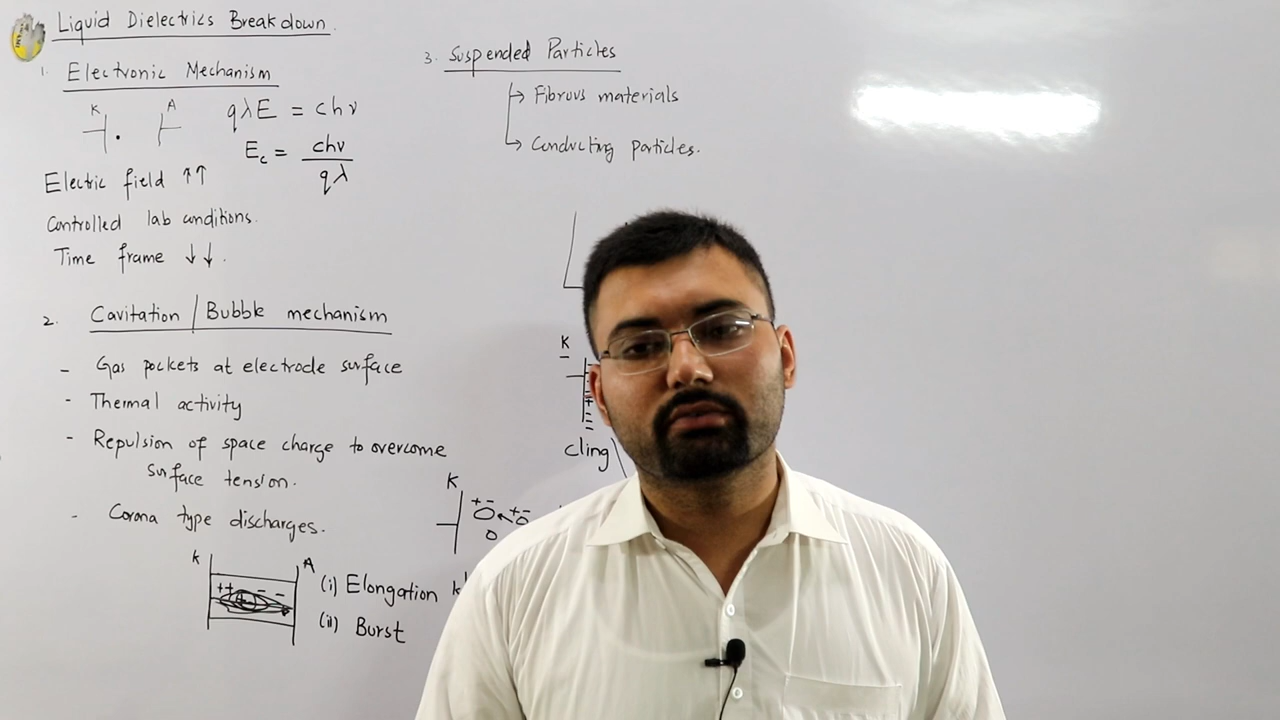 Liquid Dielectrics Breakdown.
1. Electronic Mechanism
K A
qλE = chν
E_c = chν / qλ
Electric field ↑↑
Controlled lab conditions.
Time frame ↓↓.
2. Cavitation / Bubble mechanism
- Gas pockets at electrode surface
- Thermal activity
- Repulsion of space charge to overcome
surface tension.
- Corona type discharges.
K A
++ - -
(i) Elongation
(ii) Burst
3. Suspended Particles
→ Fibrous materials
→ Conducting particles.
K
cling
K
+- +-